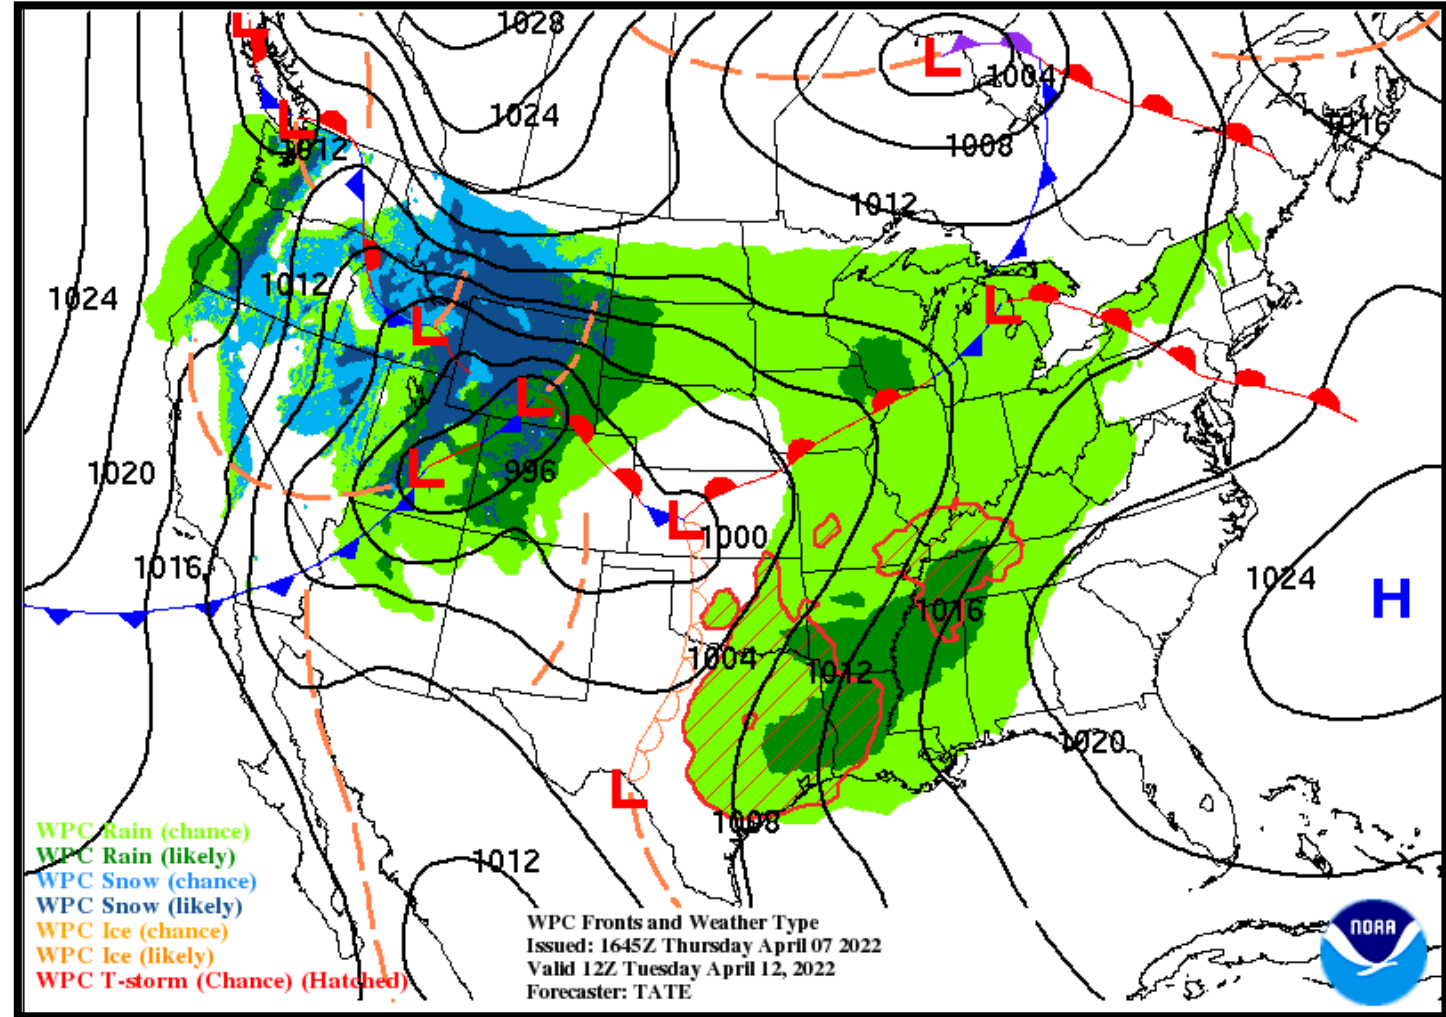 1028
1024
1004
1016
1008
1012
1012
1012
1024
1020
996
1000
1016
1024
H
1016
1004
1012
1020
1008
1012
L
L
L
L
L
L
L
L
L
WPC Rain (chance)
WPC Rain (likely)
WPC Snow (chance)
WPC Snow (likely)
WPC Ice (chance)
WPC Ice (likely)
WPC T-storm (Chance) (Hatched)
WPC Fronts and Weather Type
Issued: 1645Z Thursday April 07 2022
Valid 12Z Tuesday April 12, 2022
Forecaster: TATE
NOAA